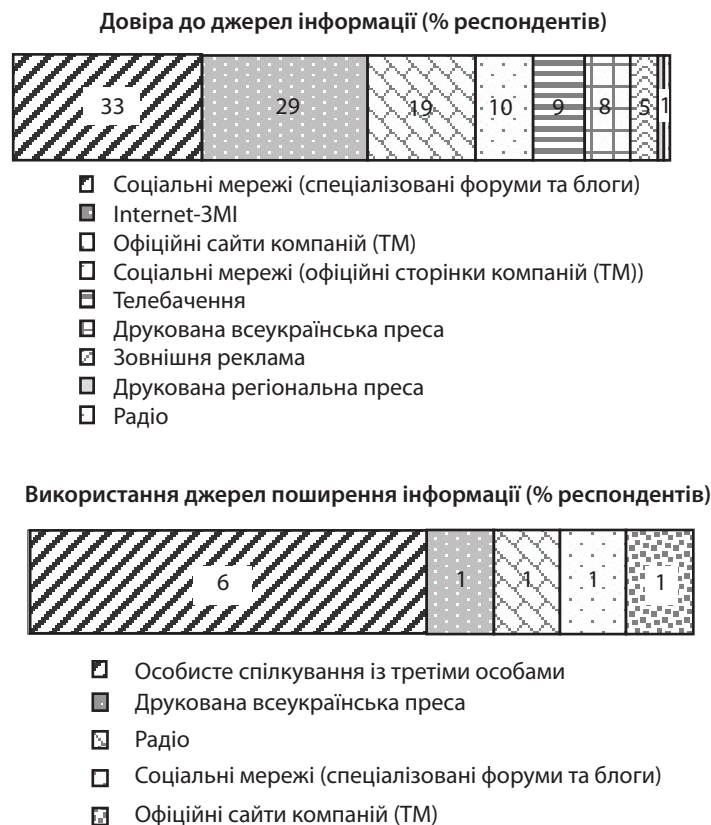 Довіра до джерел інформації (% респондентів)
33 29 19 10 9 8 5 1
Соціальні мережі (спеціалізовані форуми та блоги)
Internet-ЗМІ
Офіційні сайти компаній (ТМ)
Соціальні мережі (офіційні сторінки компаній (ТМ))
Телебачення
Друкована всеукраїнська преса
Зовнішня реклама
Друкована регіональна преса
Радіо
Використання джерел поширення інформації (% респондентів)
6 1 1 1 1
Особисте спілкування із третіми особами
Друкована всеукраїнська преса
Радіо
Соціальні мережі (спеціалізовані форуми та блоги)
Офіційні сайти компаній (ТМ)